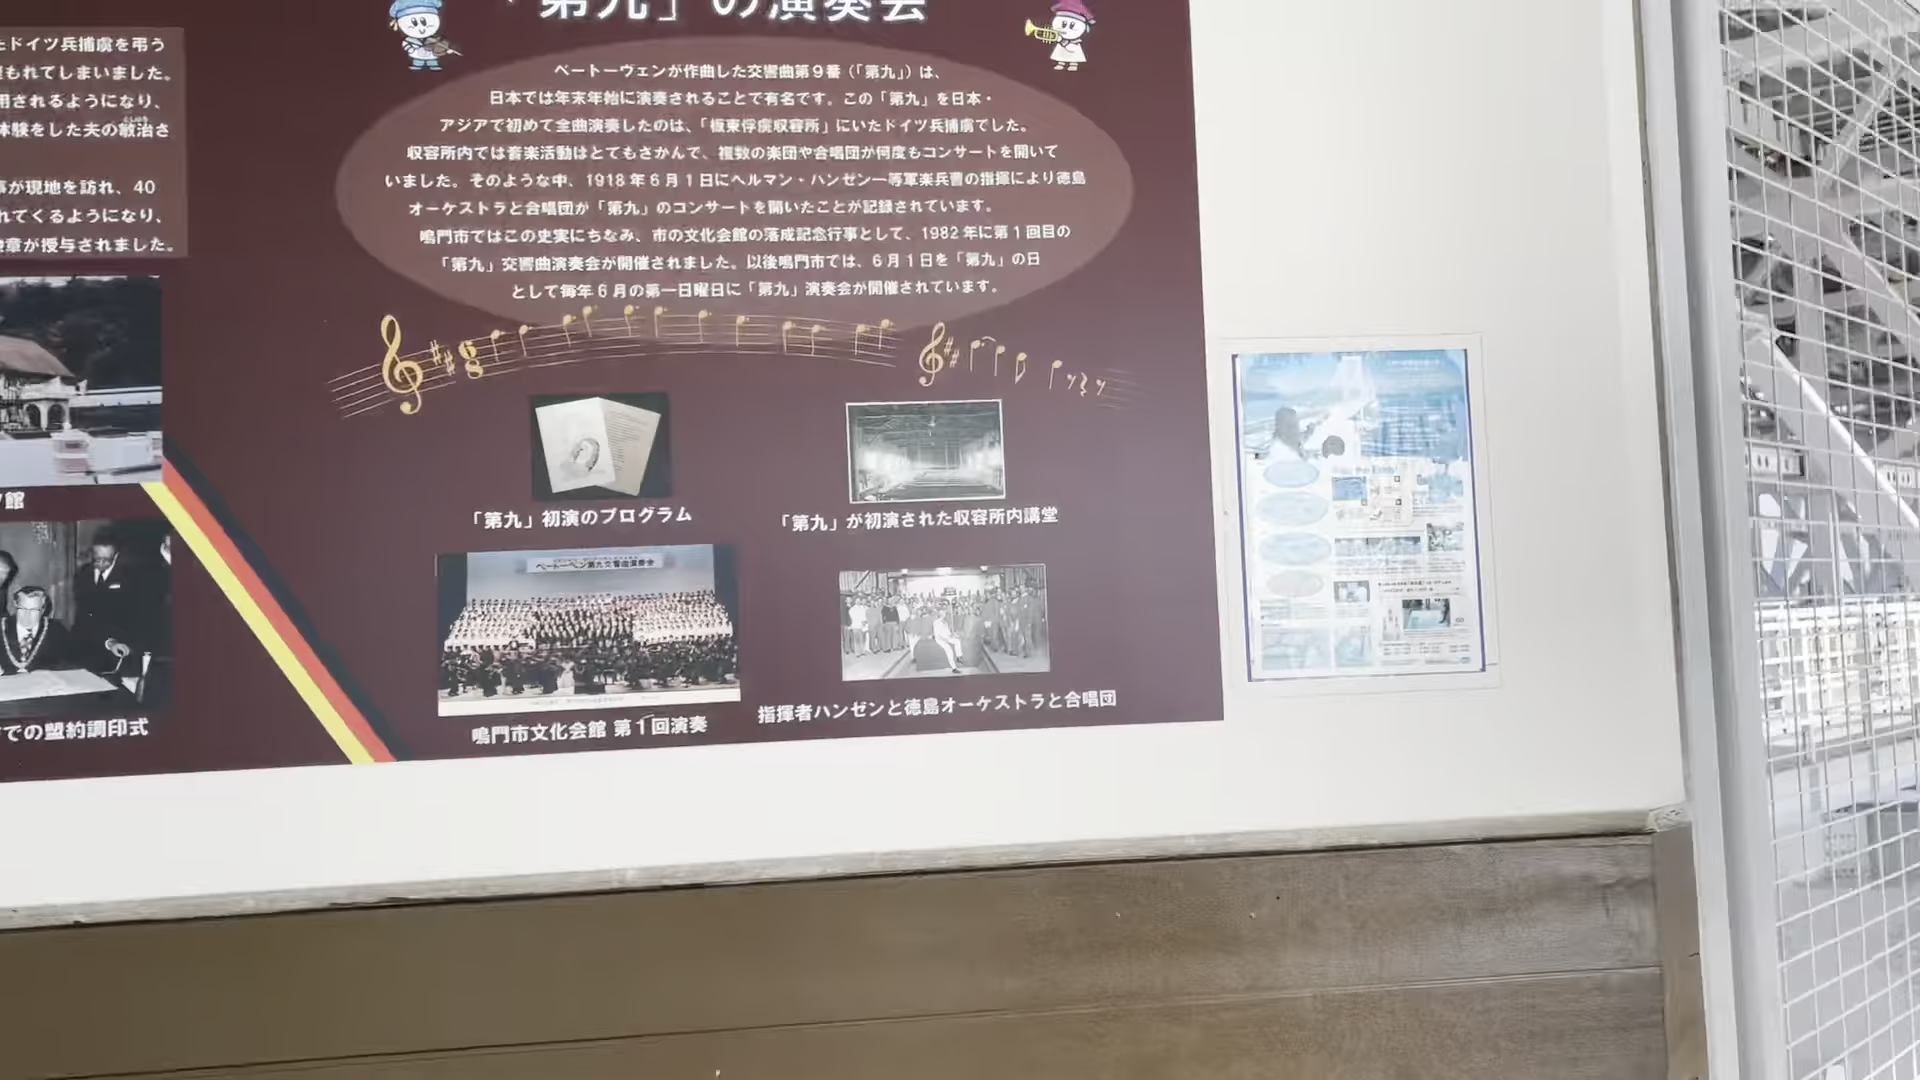 「第九」の演奏会
ドイツ兵捕虜を弔う
もれてしまいました。
用されるようになり、
体験をした夫の敏治さ
が現地を訪れ、40
れてくるようになり、
章が授与されました。
館
での盟約調印式
ベートーヴェンが作曲した交響曲第９番（「第九」）は、
日本では年末年始に演奏されることで有名です。この「第九」を日本・
アジアで初めて全曲演奏したのは、「板東俘虜収容所」にいたドイツ兵捕虜でした。
収容所内では音楽活動はとてもさかんで、複数の楽団や合唱団が何度もコンサートを開いて
いました。そのような中、1918年６月１日にヘルマン・ハンゼン一等軍楽兵曹の指揮により徳島
オーケストラと合唱団が「第九」のコンサートを開いたことが記録されています。
鳴門市ではこの史実にちなみ、市の文化会館の落成記念行事として、1982年に第１回目の
「第九」交響曲演奏会が開催されました。以後鳴門市では、６月１日を「第九」の日
として毎年６月の第一日曜日に「第九」演奏会が開催されています。
「第九」初演のプログラム
「第九」が初演された収容所内講堂
ベートーベン第九交響曲演奏会
鳴門市文化会館 第１回演奏
指揮者ハンゼンと徳島オーケストラと合唱団